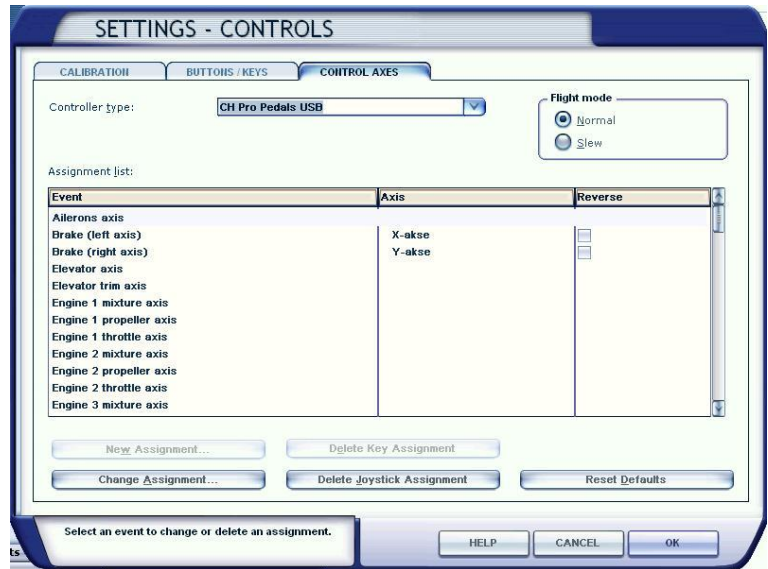 SETTINGS - CONTROLS
CALIBRATION BUTTONS / KEYS CONTROL AXES
Controller type: CH Pro Pedals USB
Flight mode
Normal
Slew
Assignment list:
Event Axis Reverse
Ailerons axis
Brake (left axis) X-akse
Brake (right axis) Y-akse
Elevator axis
Elevator trim axis
Engine 1 mixture axis
Engine 1 propeller axis
Engine 1 throttle axis
Engine 2 mixture axis
Engine 2 propeller axis
Engine 2 throttle axis
Engine 3 mixture axis
New Assignment... Delete Key Assignment
Change Assignment... Delete Joystick Assignment Reset Defaults
Select an event to change or delete an assignment.
HELP CANCEL OK
ts